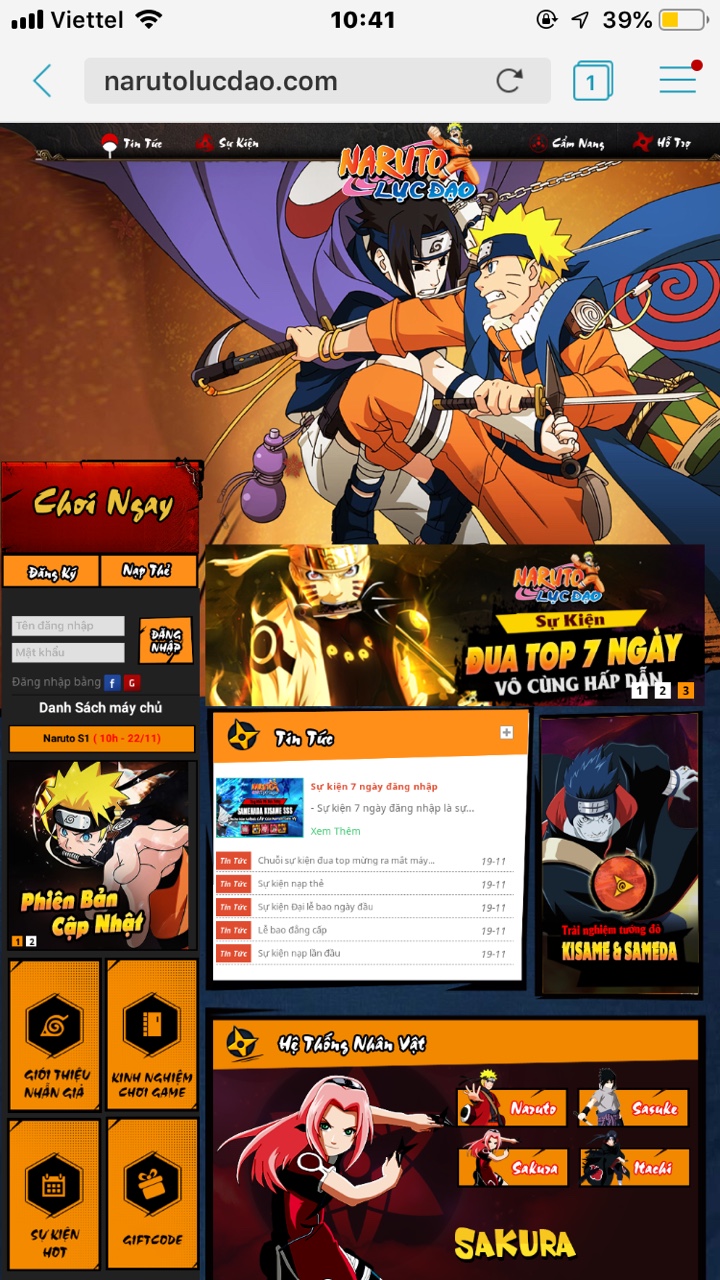 Viettel
10:41
39%
narutolucdao.com
1
Tin Tức
Sự Kiện
NARUTO
LỤC ĐẠO
Cẩm Nang
Hỗ Trợ
Chơi Ngay
Đăng Ký
Nạp Thẻ
Tên đăng nhập
Mật khẩu
ĐĂNG
NHẬP
Đăng nhập bằng f G
Danh Sách máy chủ
Naruto S1 ( 10h - 22/11)
NARUTO
LỤC ĐẠO
Sự Kiện
ĐUA TOP 7 NGÀY
VÔ CÙNG HẤP DẪN
1 2 3
Phiên Bản
Cập Nhật
1 2
Tin Tức
Sự kiện 7 ngày đăng nhập
- Sự kiện 7 ngày đăng nhập là sự...
Xem Thêm
NARUTO
SAMEHADA KISAME SSS
Tin Tức Chuỗi sự kiện đua top mừng ra mắt máy... 19-11
Tin Tức Sự kiện nạp thẻ 19-11
Tin Tức Sự kiện Đại lễ bao ngày đầu 19-11
Tin Tức Lễ bao đẳng cấp 19-11
Tin Tức Sự kiện nạp lần đầu 19-11
Trải nghiệm tướng đỏ
KISAME & SAMEDA
GIỚI THIỆU
NHẪN GIẢ
KINH NGHIỆM
CHƠI GAME
SỰ KIỆN
HOT
GIFTCODE
Hệ Thống Nhân Vật
Naruto
Sasuke
Sakura
Itachi
SAKURA